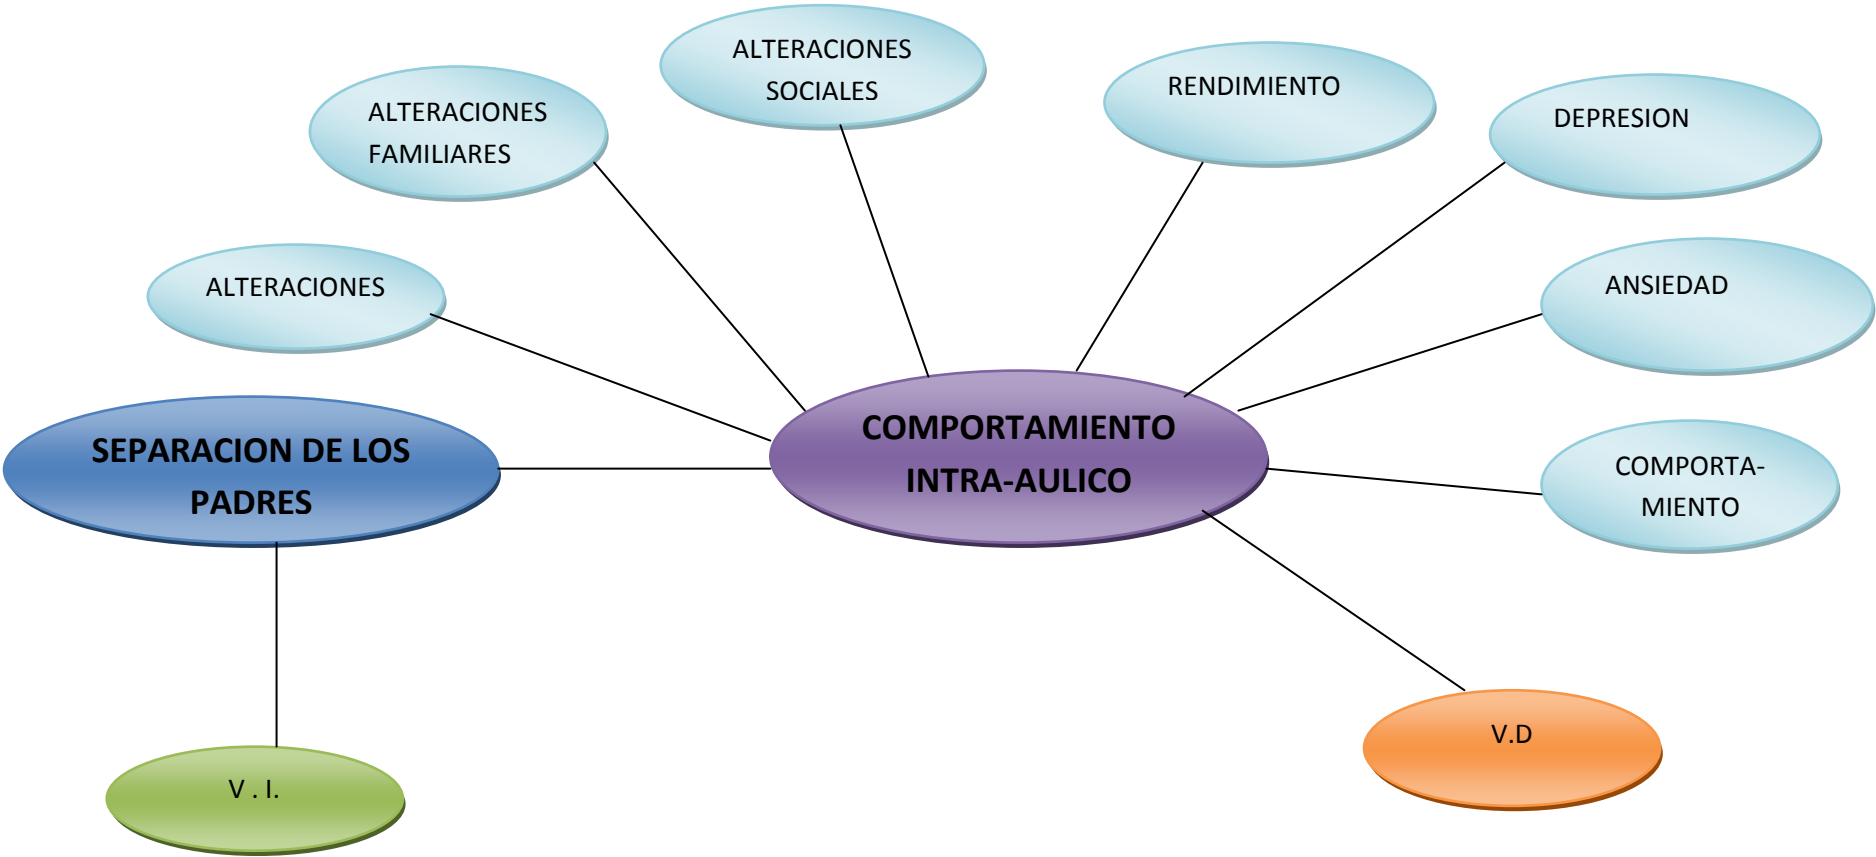 ALTERACIONES
SOCIALES
RENDIMIENTO
ALTERACIONES
FAMILIARES
DEPRESION
ALTERACIONES
ANSIEDAD
SEPARACION DE LOS
PADRES
COMPORTAMIENTO
INTRA-AULICO
COMPORTA-
MIENTO
V.D
V . I.